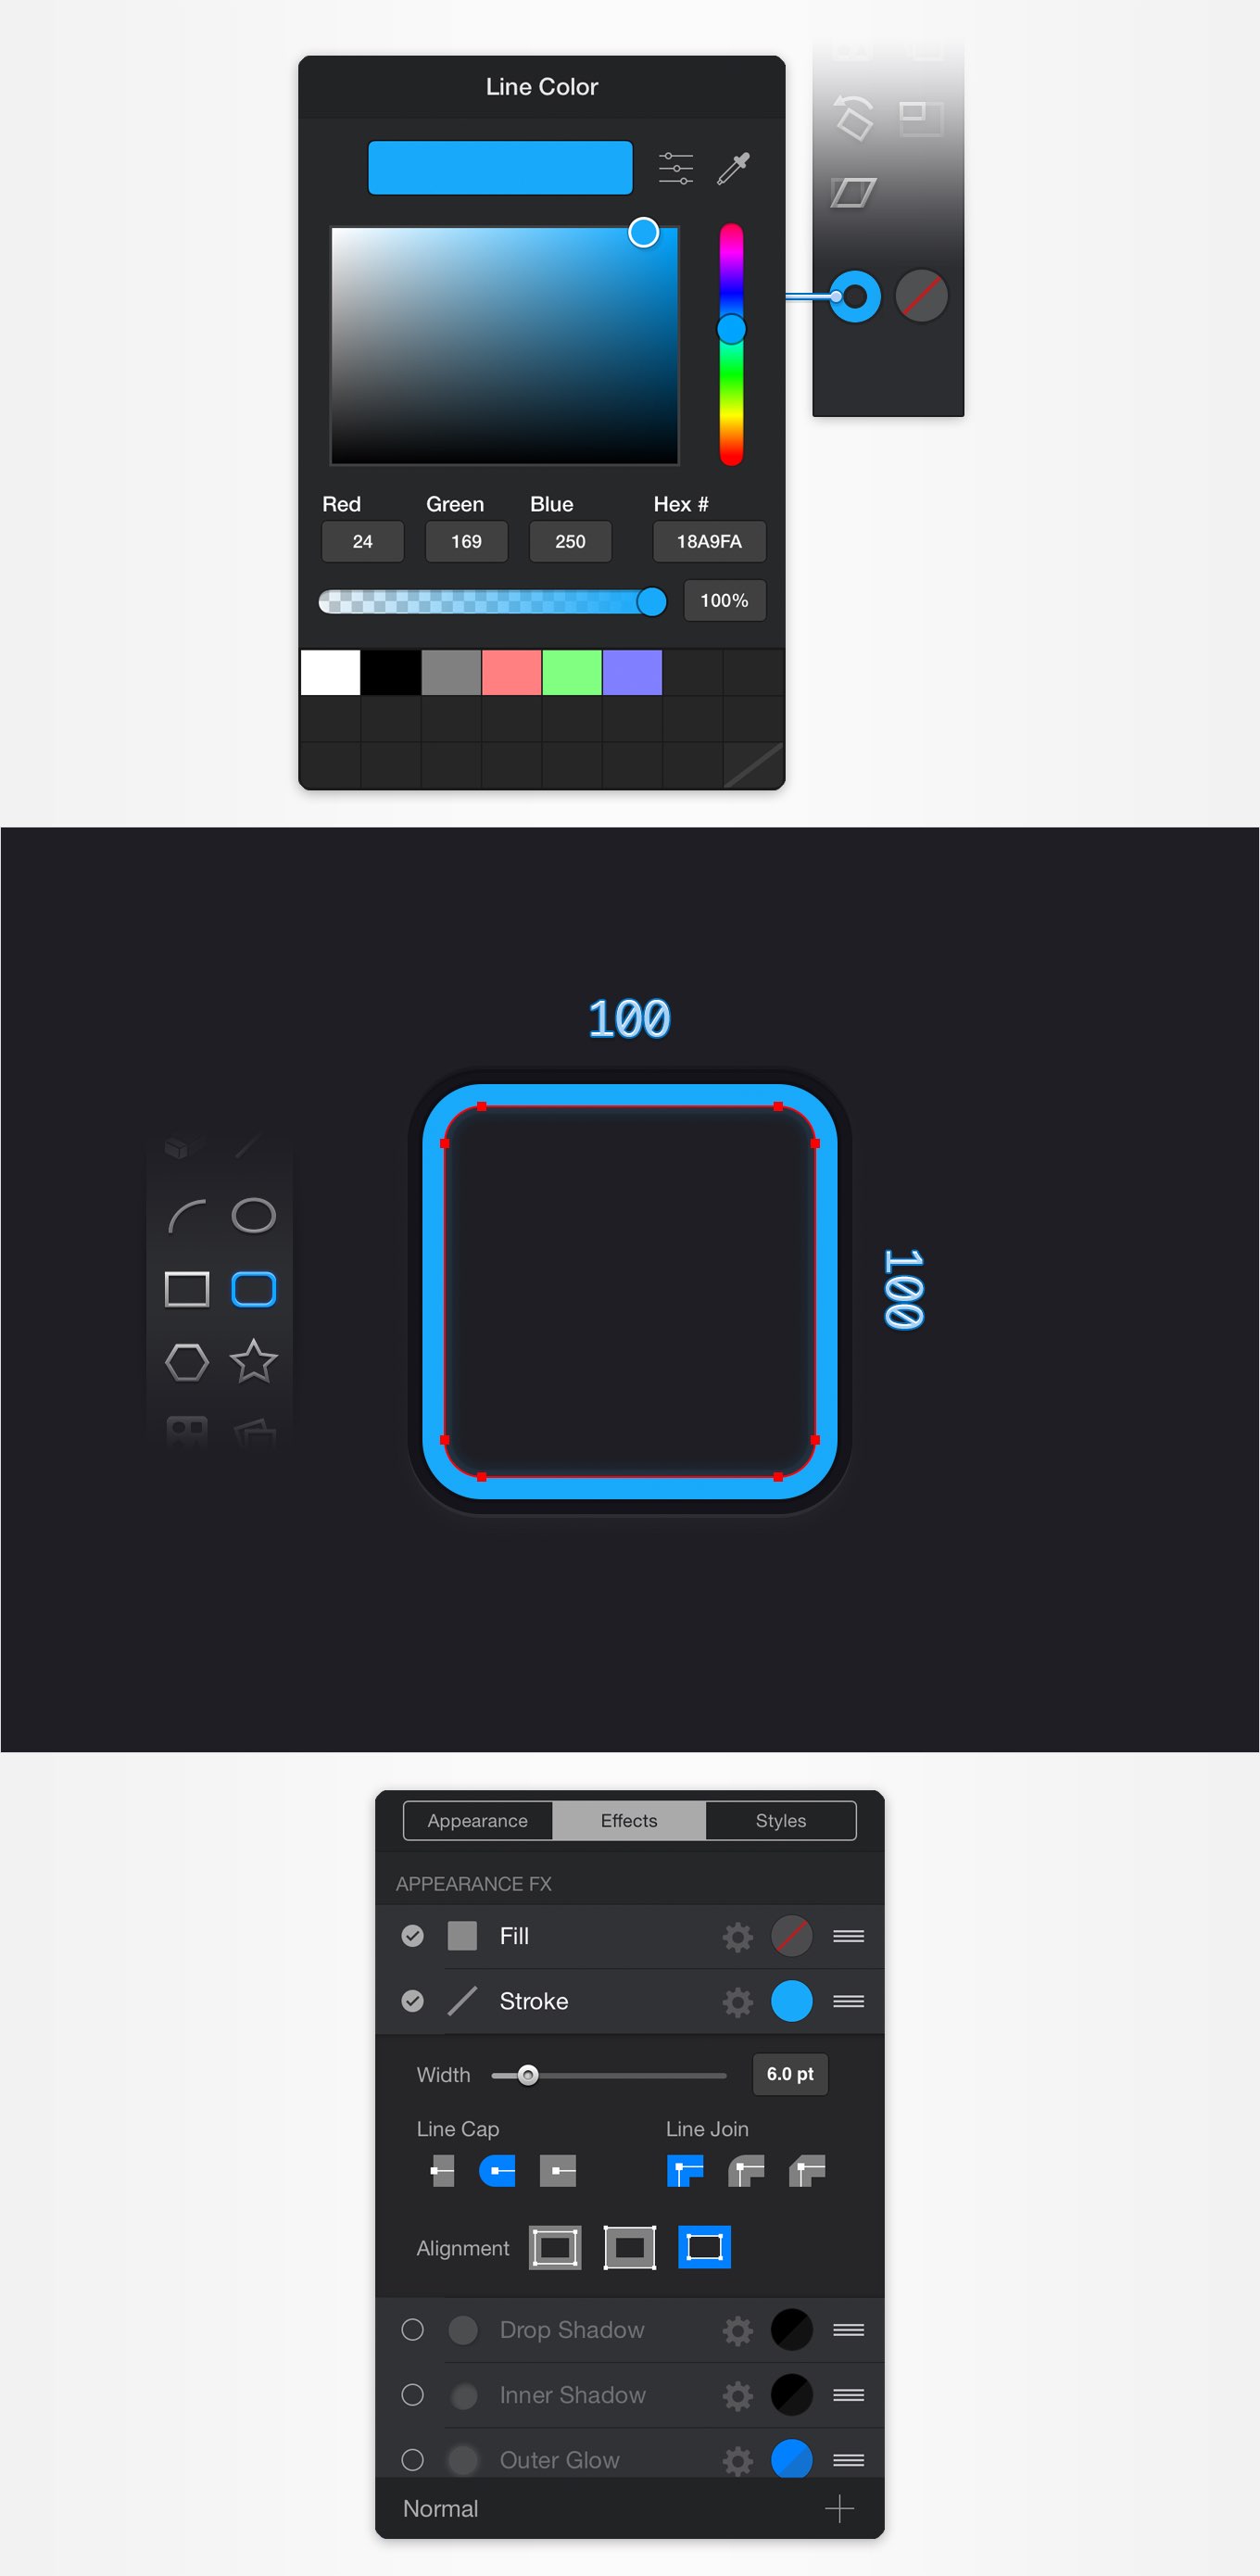 Line Color
Red Green Blue Hex #
24 169 250 18A9FA
100%
100
100
Appearance Effects Styles
APPEARANCE FX
Fill
Stroke
Width 6.0 pt
Line Cap Line Join
Alignment
Drop Shadow
Inner Shadow
Outer Glow
Normal